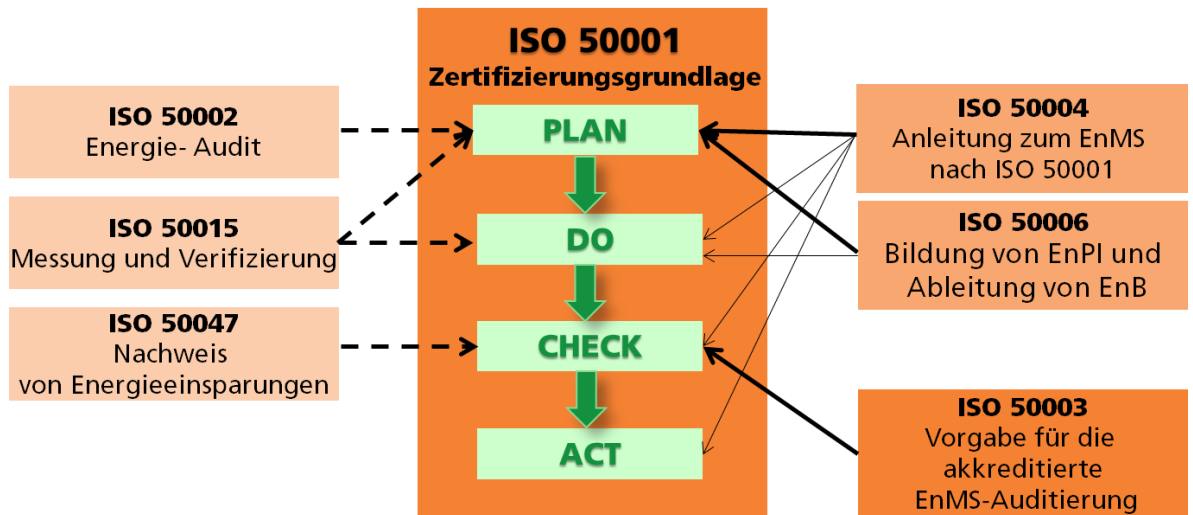 ISO 50001
Zertifizierungsgrundlage
PLAN
DO
CHECK
ACT
ISO 50002
Energie- Audit
ISO 50015
Messung und Verifizierung
ISO 50047
Nachweis
von Energieeinsparungen
ISO 50004
Anleitung zum EnMS
nach ISO 50001
ISO 50006
Bildung von EnPI und
Ableitung von EnB
ISO 50003
Vorgabe für die
akkreditierte
EnMS-Auditierung